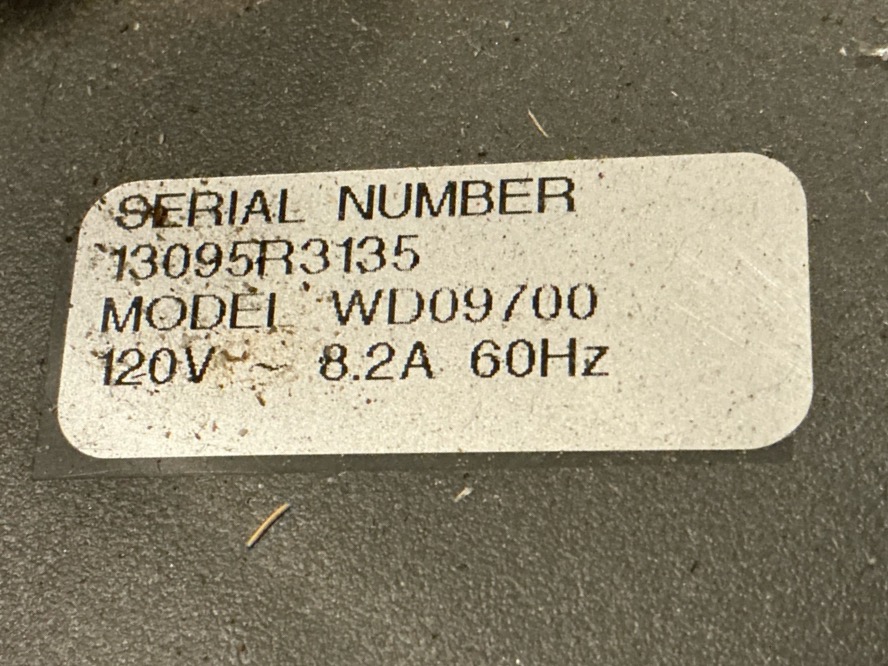 SERIAL NUMBER
13095R3135
MODEL WD09700
120V ~ 8.2A 60Hz